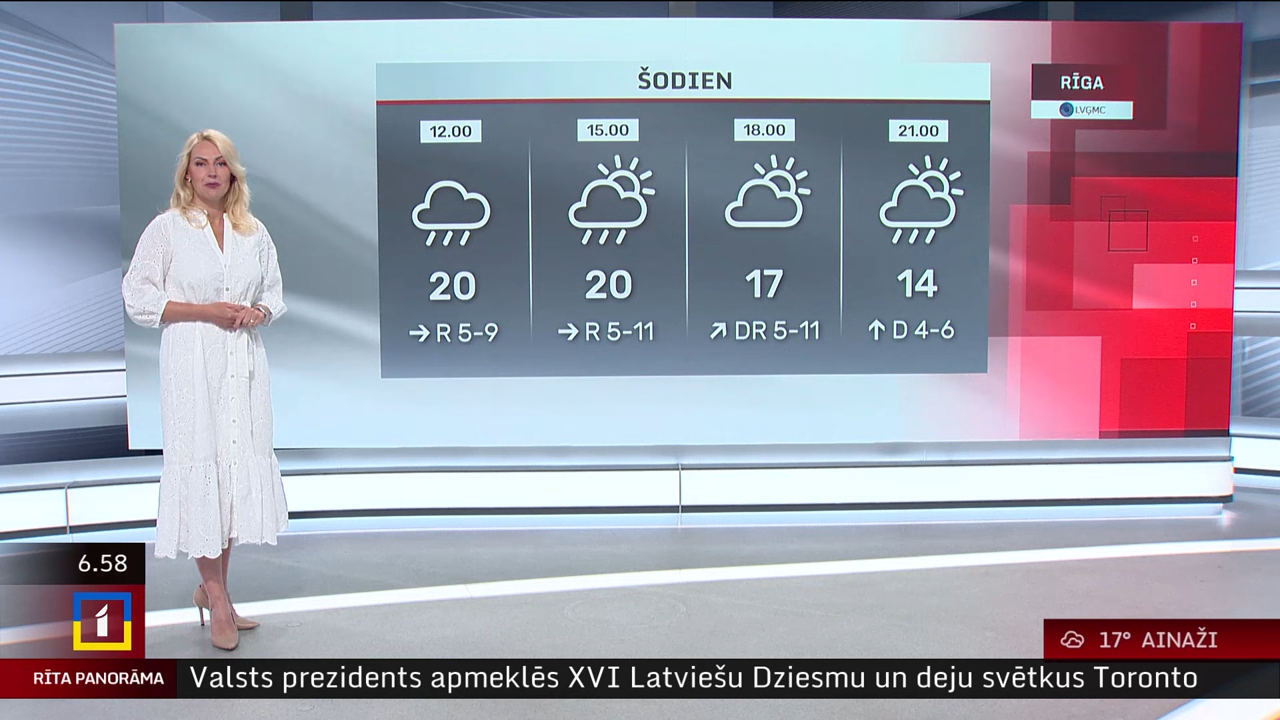 ŠODIEN
RĪGA
LVĢMC
12.00
15.00
18.00
21.00
20
20
17
14
R 5-9
R 5-11
DR 5-11
D 4-6
6.58
1
17° AINAŽI
RĪTA PANORĀMA
Valsts prezidents apmeklēs XVI Latviešu Dziesmu un deju svētkus Toronto